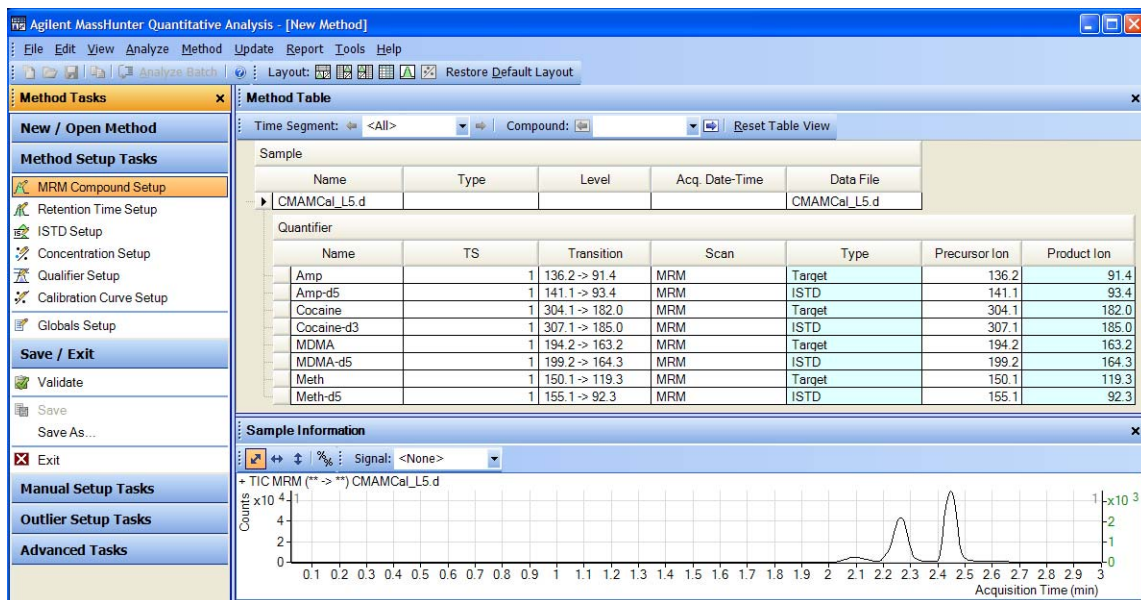 Agilent MassHunter Quantitative Analysis - [New Method]
File Edit View Analyze Method Update Report Tools Help
Analyze Batch Layout: Restore Default Layout
Method Tasks
New / Open Method
Method Setup Tasks
MRM Compound Setup
Retention Time Setup
ISTD Setup
Concentration Setup
Qualifier Setup
Calibration Curve Setup
Globals Setup
Save / Exit
Validate
Save
Save As...
Exit
Manual Setup Tasks
Outlier Setup Tasks
Advanced Tasks
Method Table
Time Segment: <All> Compound: Reset Table View
Sample
Name Type Level Acq. Date-Time Data File
CMAMCal_L5.d CMAMCal_L5.d
Quantifier
Name TS Transition Scan Type Precursor Ion Product Ion
Amp 1 136.2 -> 91.4 MRM Target 136.2 91.4
Amp-d5 1 141.1 -> 93.4 MRM ISTD 141.1 93.4
Cocaine 1 304.1 -> 182.0 MRM Target 304.1 182.0
Cocaine-d3 1 307.1 -> 185.0 MRM ISTD 307.1 185.0
MDMA 1 194.2 -> 163.2 MRM Target 194.2 163.2
MDMA-d5 1 199.2 -> 164.3 MRM ISTD 199.2 164.3
Meth 1 150.1 -> 119.3 MRM Target 150.1 119.3
Meth-d5 1 155.1 -> 92.3 MRM ISTD 155.1 92.3
Sample Information
Signal: <None>
+ TIC MRM (** -> **) CMAMCal_L5.d
Counts
x10 4 1 1 x10 3
4 2
2 1
0 0
0.1 0.2 0.3 0.4 0.5 0.6 0.7 0.8 0.9 1 1.1 1.2 1.3 1.4 1.5 1.6 1.7 1.8 1.9 2 2.1 2.2 2.3 2.4 2.5 2.6 2.7 2.8 2.9 3
Acquisition Time (min)